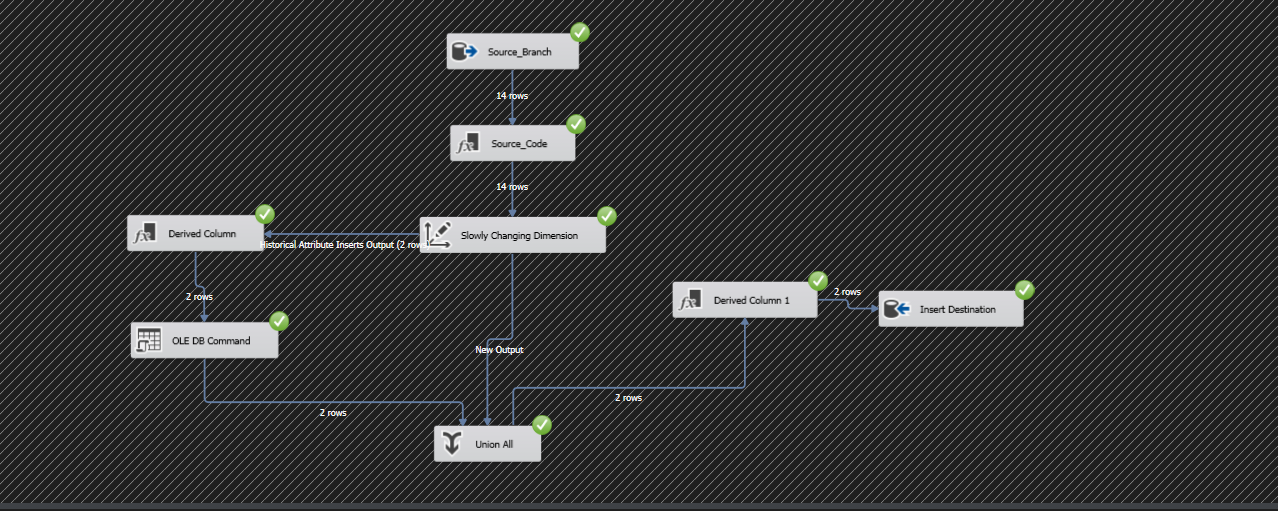 Source_Branch
14 rows
Source_Code
14 rows
Derived Column
Historical Attribute Inserts Output (2 rows)
Slowly Changing Dimension
2 rows
OLE DB Command
New Output
Derived Column 1
2 rows
Insert Destination
2 rows
2 rows
Union All